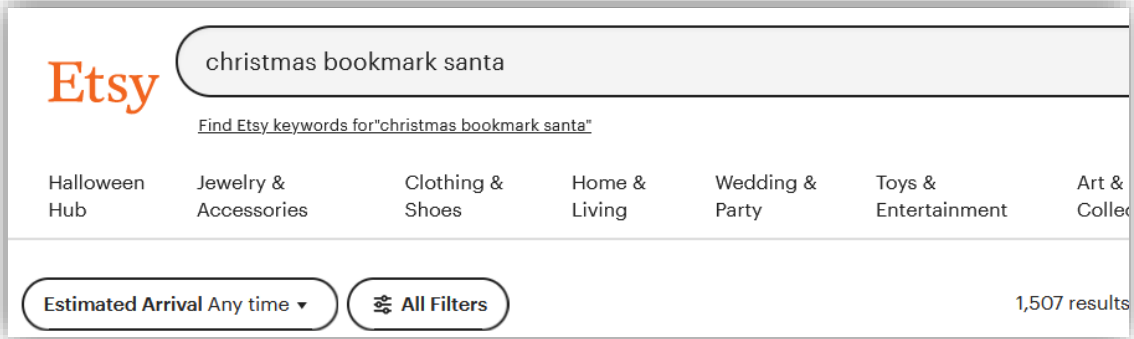 Etsy
christmas bookmark santa
Find Etsy keywords for"christmas bookmark santa"
Halloween Hub
Jewelry & Accessories
Clothing & Shoes
Home & Living
Wedding & Party
Toys & Entertainment
Art &
Estimated Arrival Any time
All Filters
1,507 results